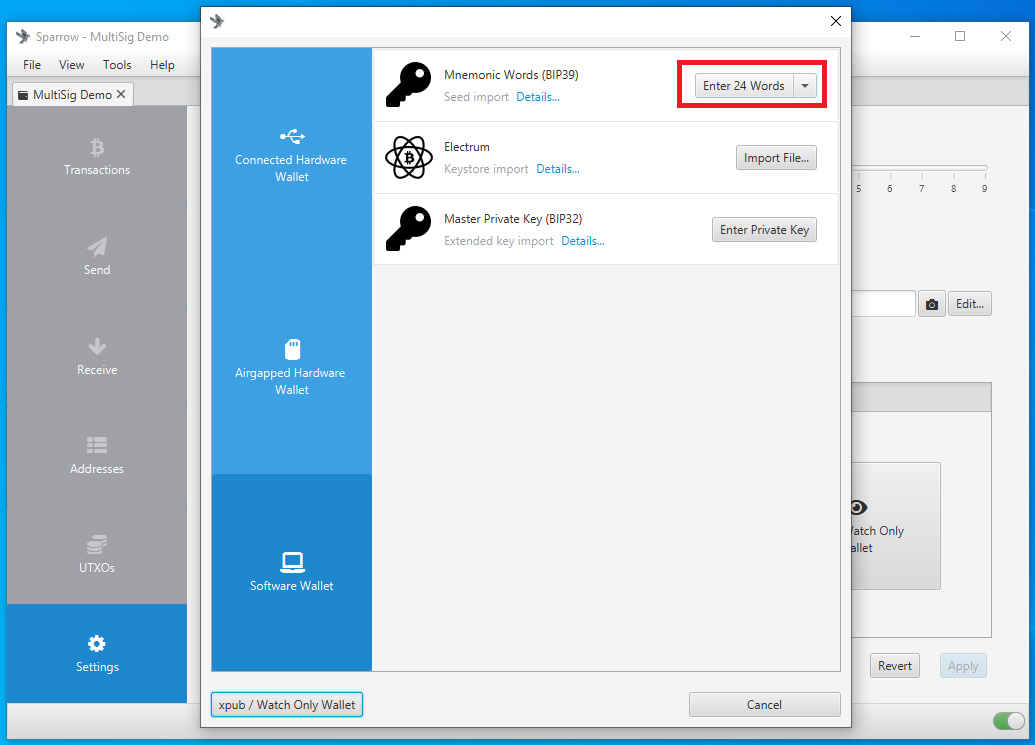 Sparrow - MultiSig Demo
File View Tools Help
MultiSig Demo
Transactions
Send
Receive
Addresses
UTXOs
Settings
Connected Hardware
Wallet
Airgapped Hardware
Wallet
Software Wallet
Mnemonic Words (BIP39)
Seed import Details...
Enter 24 Words
Electrum
Keystore import Details...
Import File...
Master Private Key (BIP32)
Extended key import Details...
Enter Private Key
xpub / Watch Only Wallet
Cancel
5 6 7 8 9
Edit...
Only
Revert
Apply